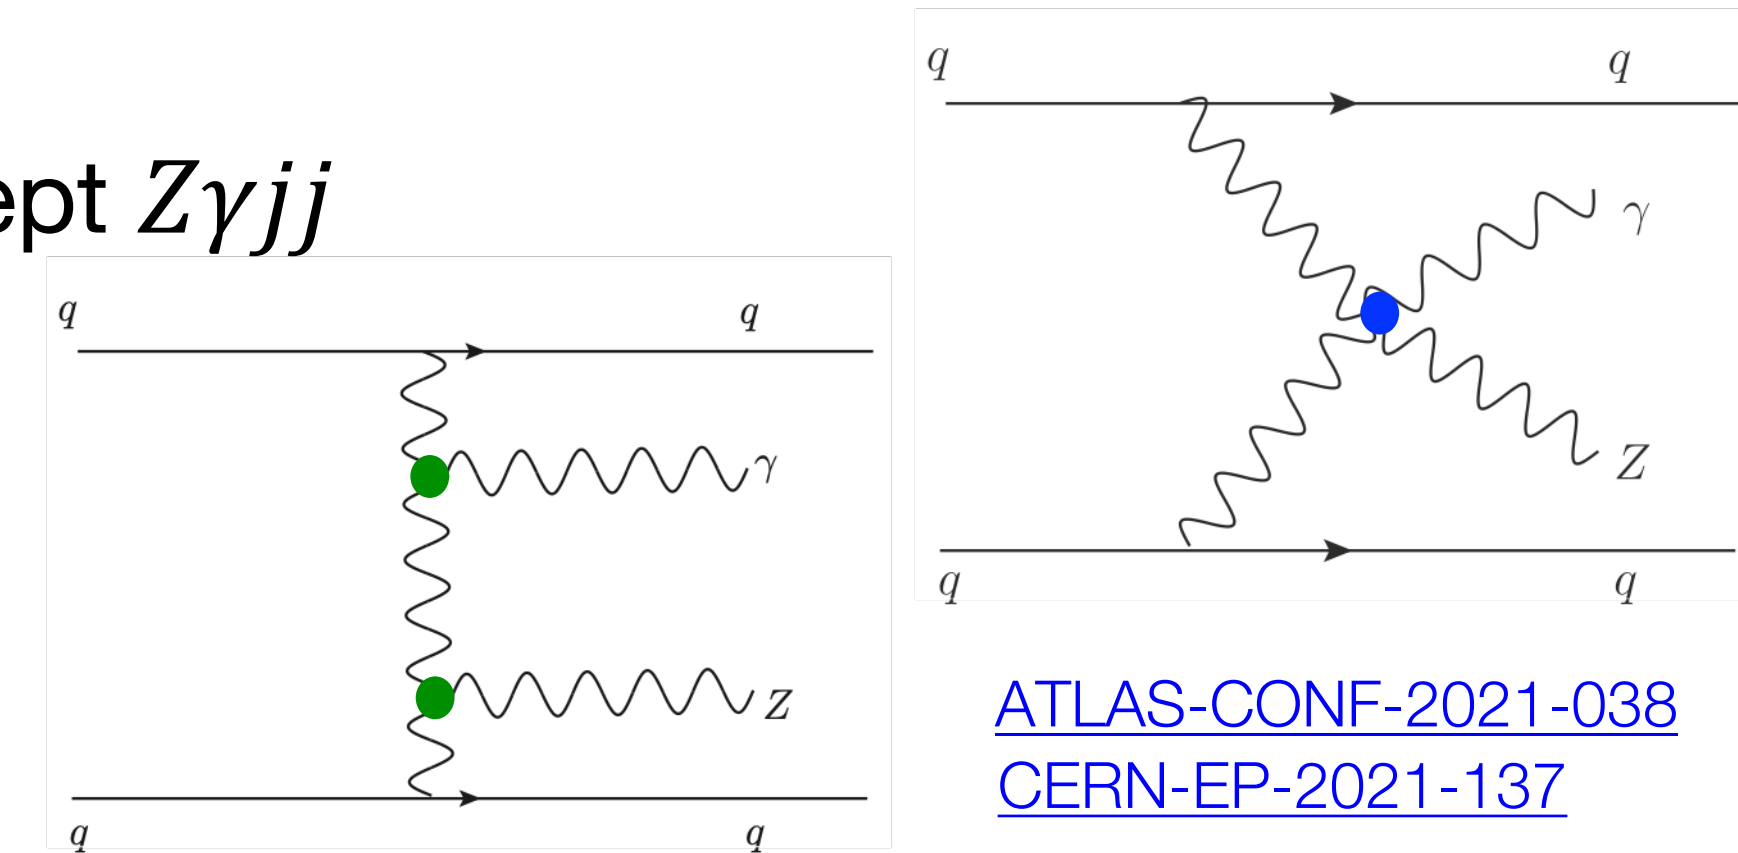 ept Zγjj
q q
γ
Z
q q
q q
γ
Z
q q
ATLAS-CONF-2021-038
CERN-EP-2021-137